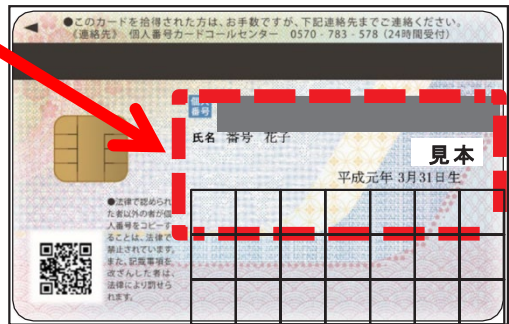 ●このカードを拾得された方は、お手数ですが、下記連絡先までご連絡ください。
（連絡先） 個人番号カードコールセンター 0570-783-578（24時間受付）
個人
番号
氏名 番号 花子
見本
平成元年 3月31日生
●法律で認められ
た者以外の者が個
人番号をコピーす
ることは、法律で
禁止されています。
また、記載事項を
改ざんした者は、
法律により罰せら
れます。